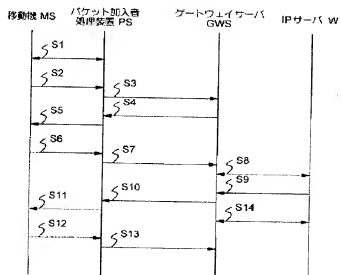 移動機 MS
パケット加入者
処理装置 PS
ゲートウェイサーバ
GWS
IPサーバ W
S1
S2
S3
S4
S5
S6
S7
S8
S9
S10
S11
S14
S12
S13